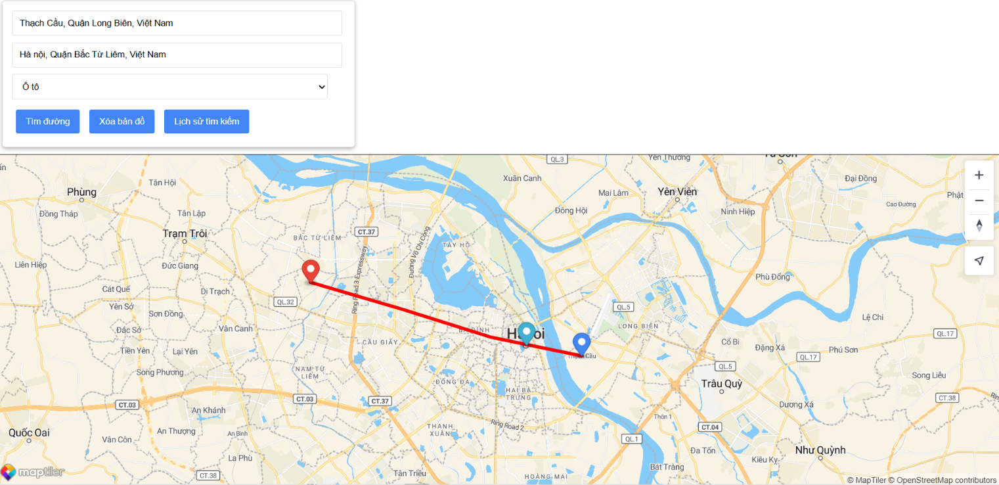 Thạch Cầu, Quận Long Biên, Việt Nam
Hà nội, Quận Bắc Từ Liêm, Việt Nam
Ô tô
Tìm đường
Xóa bản đồ
Lịch sử tìm kiếm
QL.3
Yên Thường
Tân Hội
Xuân Canh
Đại Đồng
Phùng
Mai Lâm
Yên Viên
Phật
Cao Đường
Đồng Tháp
Tân Lập
Đông Hội
Ninh Hiệp
Trạm Trôi
BẮC TỪ LIÊM
CT.37
Đường Võ Chí Công
TÂY HỒ
Liên Hiệp
Đức Giang
Ring Road 3 Expressway
Phù Đổng
Cát Quế
Di Trạch
QL.32
Yên Sở
Sơn Đồng
QL.5
Lệ Chi
Đắc Sở
Vân Canh
LONG BIÊN
QL.17
Cổ Bi
Đặng Xá
Phú Sơn
Tiền Yên
Lại Yên
CẦU GIẤY
Thạch Cầu
QL.17
QL.5
Song Phương
NAM TỪ
LIÊM
ĐỐNG ĐA
Trâu Quỳ
Song Liễu
HAI BÀ
TRƯNG
CT.03
CT.03
CT.37
CT.38
Dương Xá
An Khánh
Thôn 1
Ring Road 2
THANH
XUÂN
CT.04
Quốc Oai
Vân Côn
An Thượng
An Bình
QL.1
Đa Tốn
Như Quỳnh
La Phù
Kiêu Kỵ
Bát Tràng
maptiler
CT.38
Tân Triều
HOÀNG MAI
© MapTiler © OpenStreetMap contributors